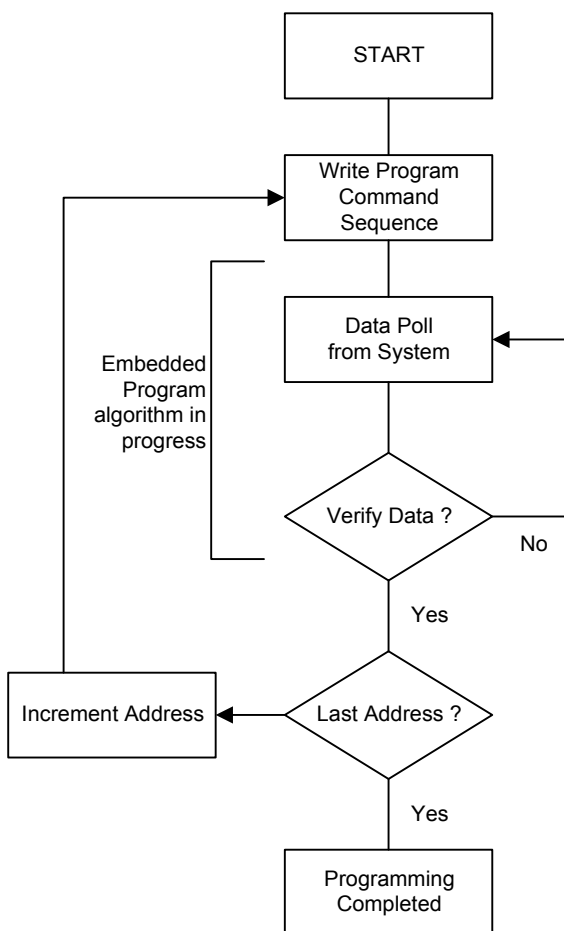 START
Write Program
Command
Sequence
Data Poll
from System
Embedded
Program
algorithm in
progress
Verify Data ?
No
Yes
Increment Address
Last Address ?
Yes
Programming
Completed